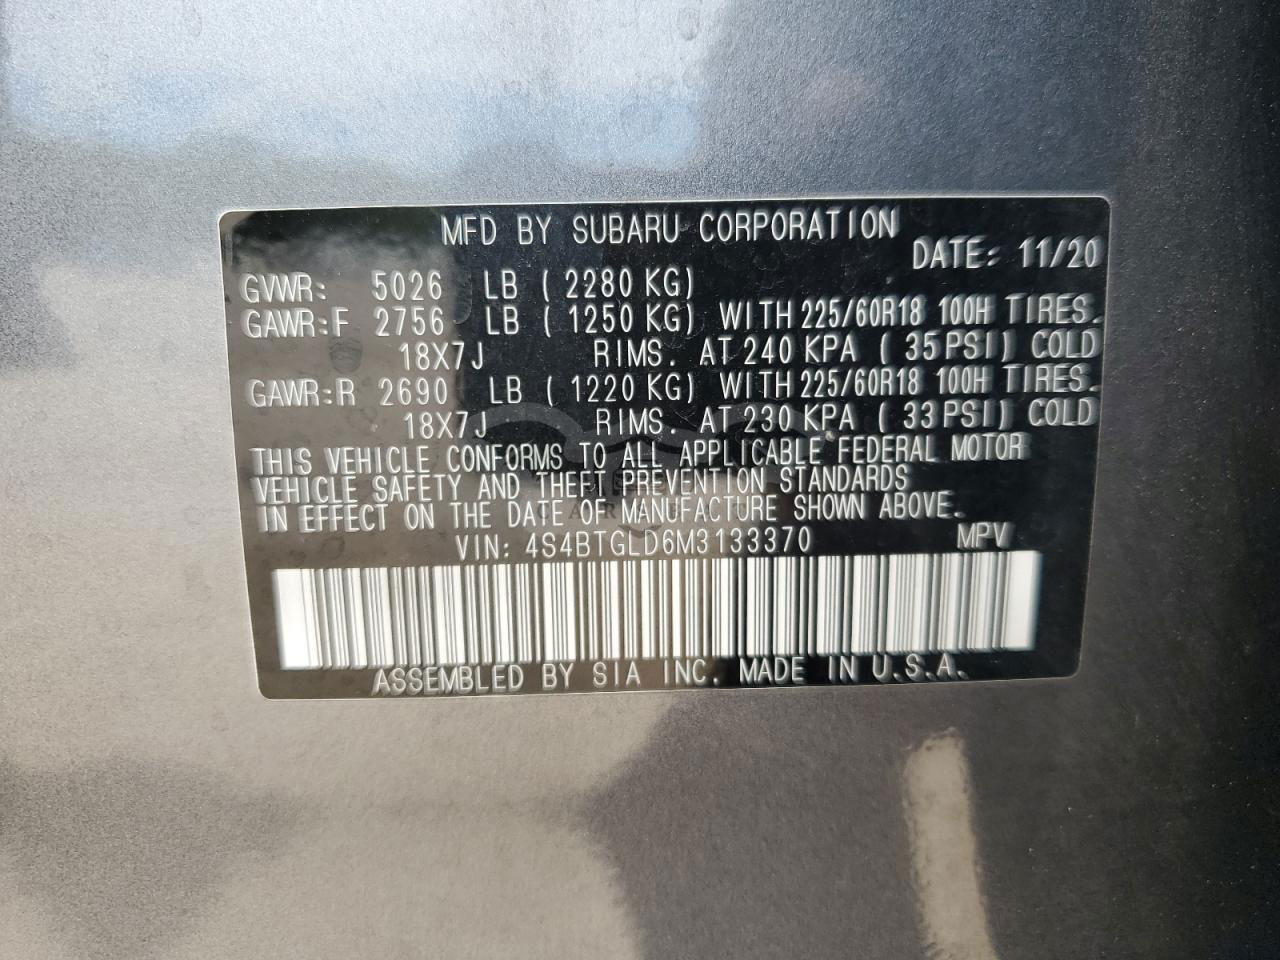 MFD BY SUBARU CORPORATION
DATE: 11/20
GVWR: 5026 LB ( 2280 KG)
GAWR:F 2756 LB ( 1250 KG) WITH 225/60R18 100H TIRES.
18X7J RIMS. AT 240 KPA ( 35 PSI) COLD
GAWR:R 2690 LB ( 1220 KG) WITH 225/60R18 100H TIRES.
18X7J RIMS. AT 230 KPA ( 33 PSI) COLD
THIS VEHICLE CONFORMS TO ALL APPLICABLE FEDERAL MOTOR
VEHICLE SAFETY AND THEFT PREVENTION STANDARDS
IN EFFECT ON THE DATE OF MANUFACTURE SHOWN ABOVE.
VIN: 4S4BTGLD6M3133370 MPV
ASSEMBLED BY SIA INC. MADE IN U.S.A.